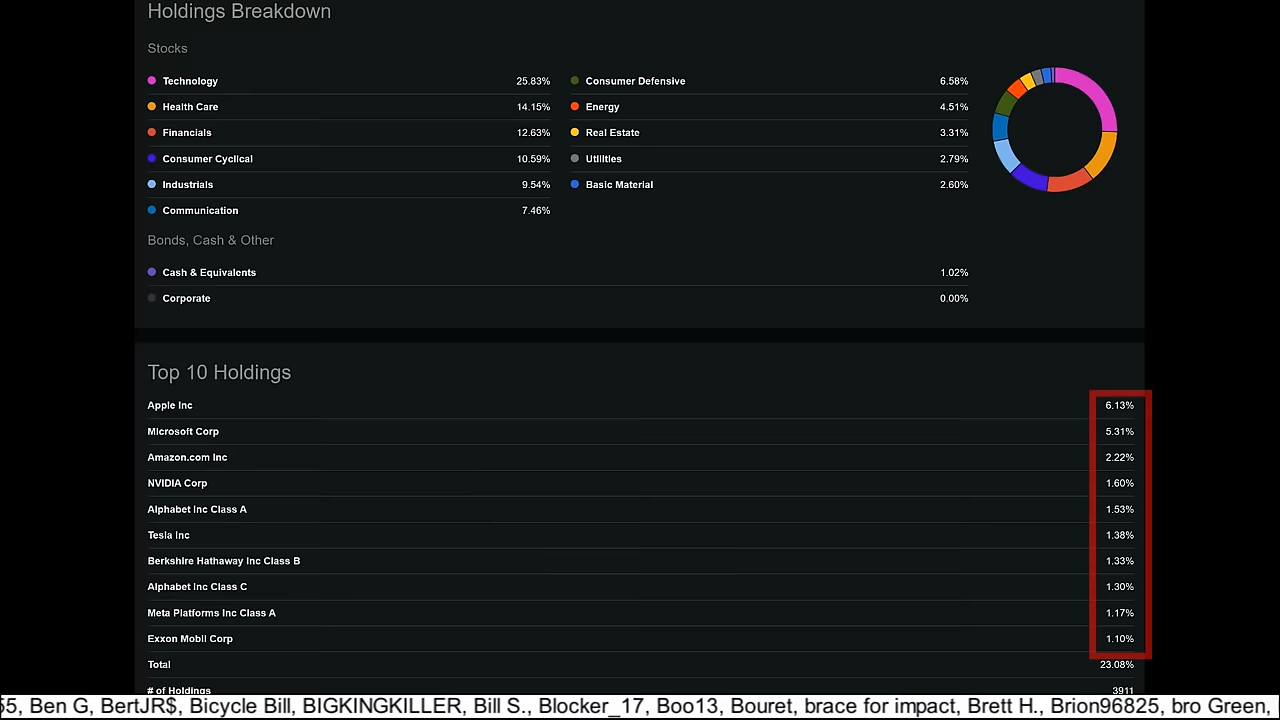 Holdings Breakdown
Stocks
Technology 25.83% Consumer Defensive 6.58%
Health Care 14.15% Energy 4.51%
Financials 12.63% Real Estate 3.31%
Consumer Cyclical 10.59% Utilities 2.79%
Industrials 9.54% Basic Material 2.60%
Communication 7.46%
Bonds, Cash & Other
Cash & Equivalents 1.02%
Corporate 0.00%
Top 10 Holdings
Apple Inc 6.13%
Microsoft Corp 5.31%
Amazon.com Inc 2.22%
NVIDIA Corp 1.60%
Alphabet Inc Class A 1.53%
Tesla Inc 1.38%
Berkshire Hathaway Inc Class B 1.33%
Alphabet Inc Class C 1.30%
Meta Platforms Inc Class A 1.17%
Exxon Mobil Corp 1.10%
Total 23.08%
# of Holdings 3911
55, Ben G, BertJR$, Bicycle Bill, BIGKINGKILLER, Bill S., Blocker_17, Boo13, Bouret, brace for impact, Brett H., Brion96825, bro Green,